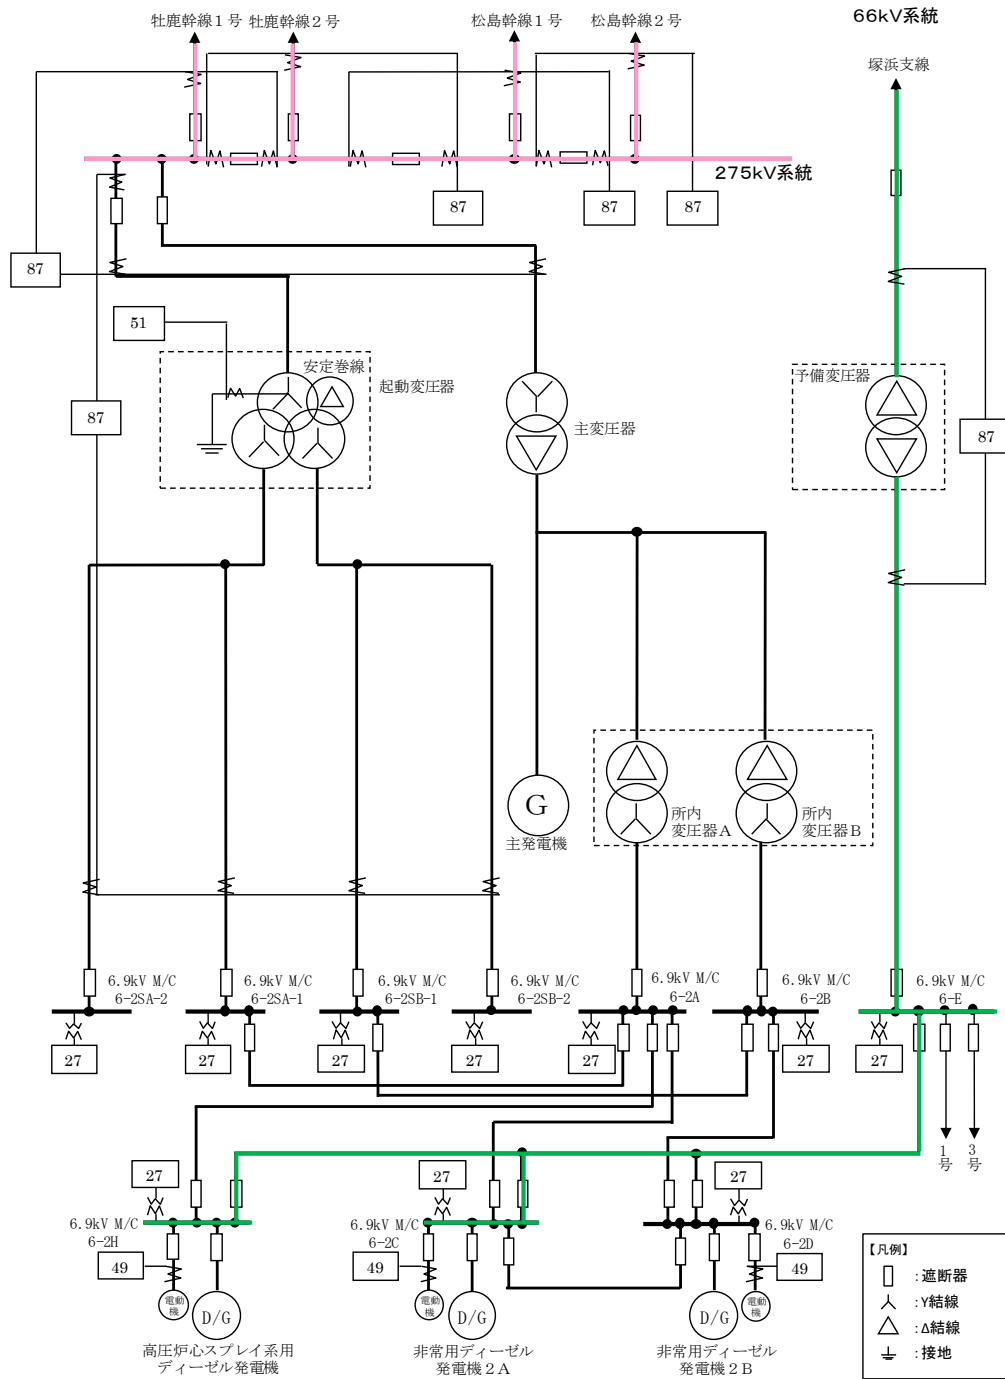 牡鹿幹線1号
牡鹿幹線2号
松島幹線1号
松島幹線2号
66kV系統
塚浜支線
275kV系統
87
87
87
87
51
安定巻線
起動変圧器
予備変圧器
主変圧器
87
87
G
主発電機
所内
変圧器A
所内
変圧器B
6.9kV M/C
6-2SA-2
6.9kV M/C
6-2SA-1
6.9kV M/C
6-2SB-1
6.9kV M/C
6-2SB-2
6.9kV M/C
6-2A
6.9kV M/C
6-2B
6.9kV M/C
6-E
27
27
27
27
27
27
27
1号
3号
27
27
27
6.9kV M/C
6-2H
6.9kV M/C
6-2C
6.9kV M/C
6-2D
49
49
49
電動
機
電動
機
電動
機
D/G
D/G
D/G
高圧炉心スプレイ系用
ディーゼル発電機
非常用ディーゼル
発電機2A
非常用ディーゼル
発電機2B
【凡例】
:遮断器
:Y結線
:Δ結線
:接地